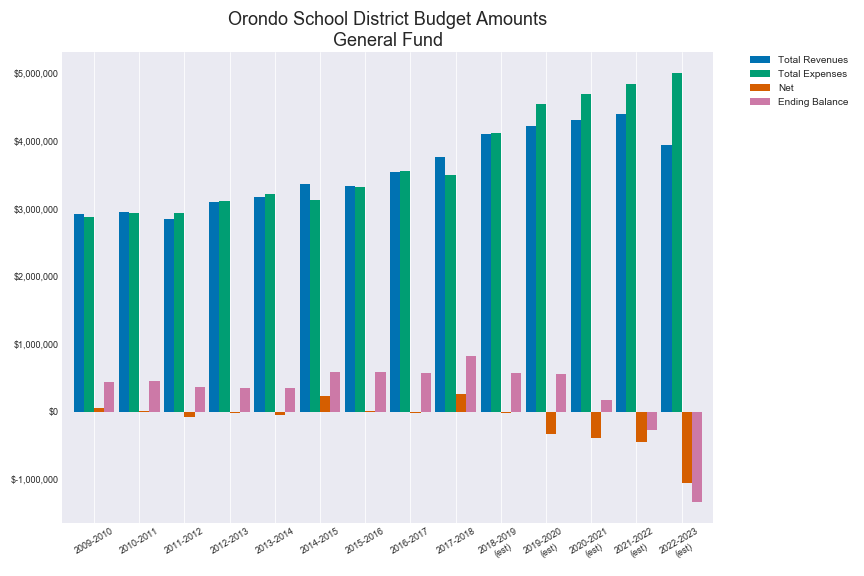 Orondo School District Budget Amounts
General Fund
Total Revenues
Total Expenses
Net
Ending Balance
$5,000,000
$4,000,000
$3,000,000
$2,000,000
$1,000,000
$0
$-1,000,000
2009-2010
2010-2011
2011-2012
2012-2013
2013-2014
2014-2015
2015-2016
2016-2017
2017-2018
2018-2019
(est)
2019-2020
(est)
2020-2021
(est)
2021-2022
(est)
2022-2023
(est)